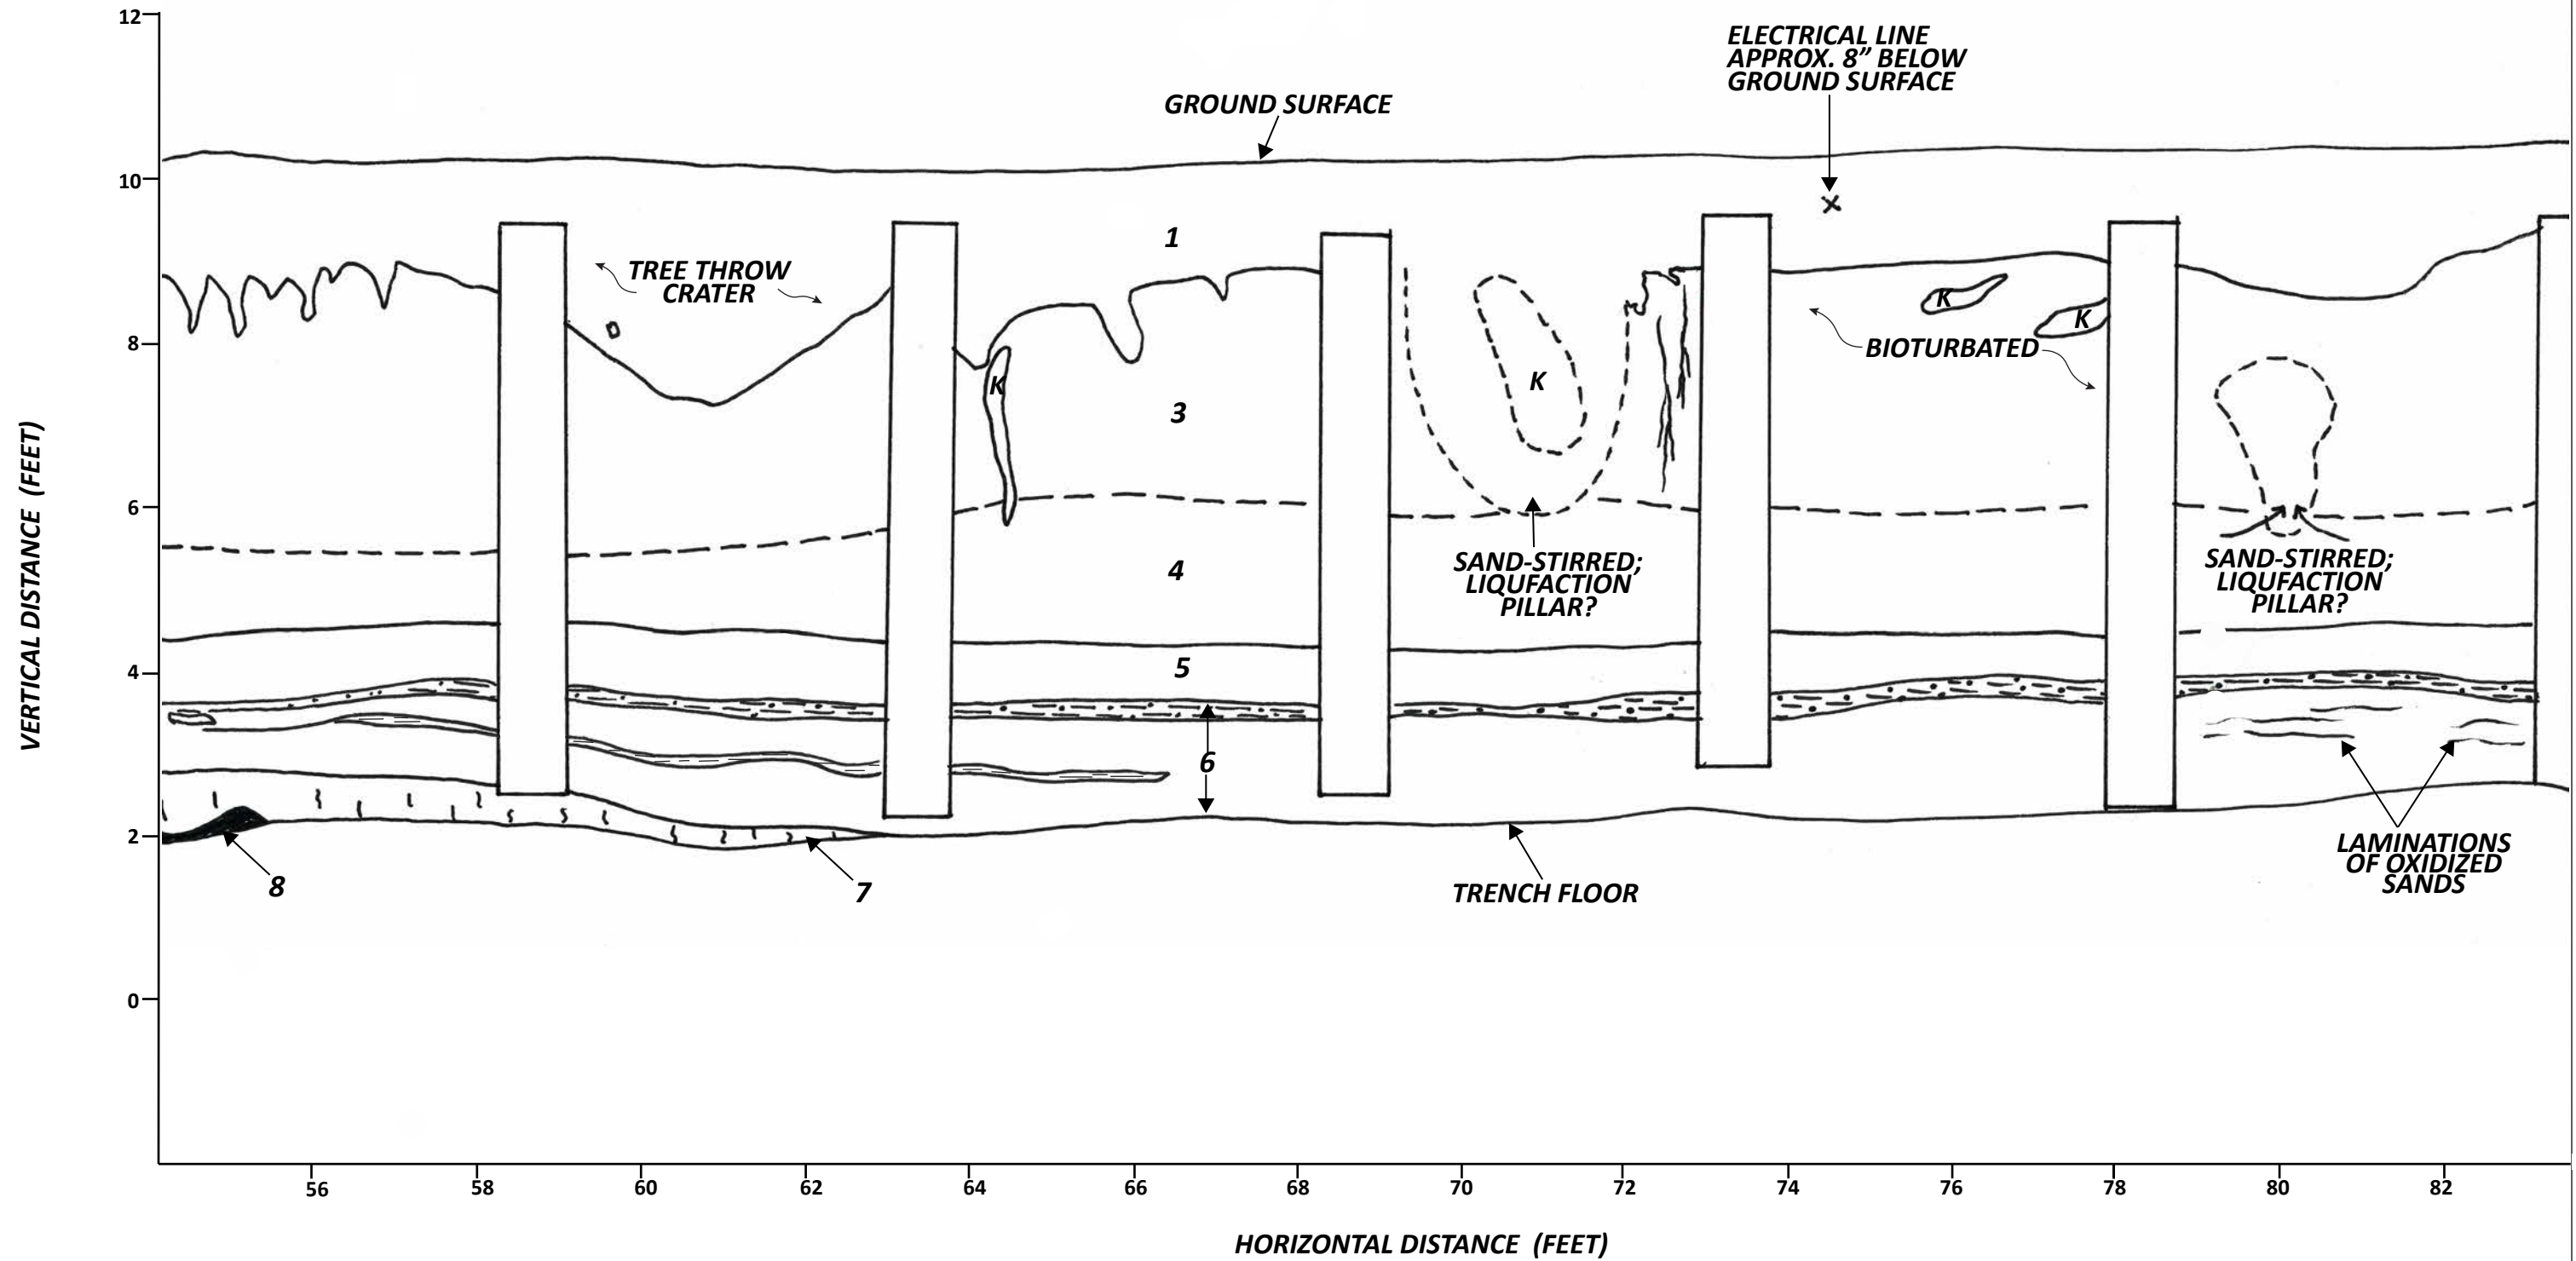 12
ELECTRICAL LINE
APPROX. 8” BELOW
GROUND SURFACE
GROUND SURFACE
10
1
TREE THROW
CRATER
K
K
8
BIOTURBATED
K
K
3
6
SAND-STIRRED;
LIQUFACTION
PILLAR?
SAND-STIRRED;
LIQUFACTION
PILLAR?
4
5
4
6
2
8
7
TRENCH FLOOR
LAMINATIONS
OF OXIDIZED
SANDS
0
VERTICAL DISTANCE (FEET)
56 58 60 62 64 66 68 70 72 74 76 78 80 82
HORIZONTAL DISTANCE (FEET)